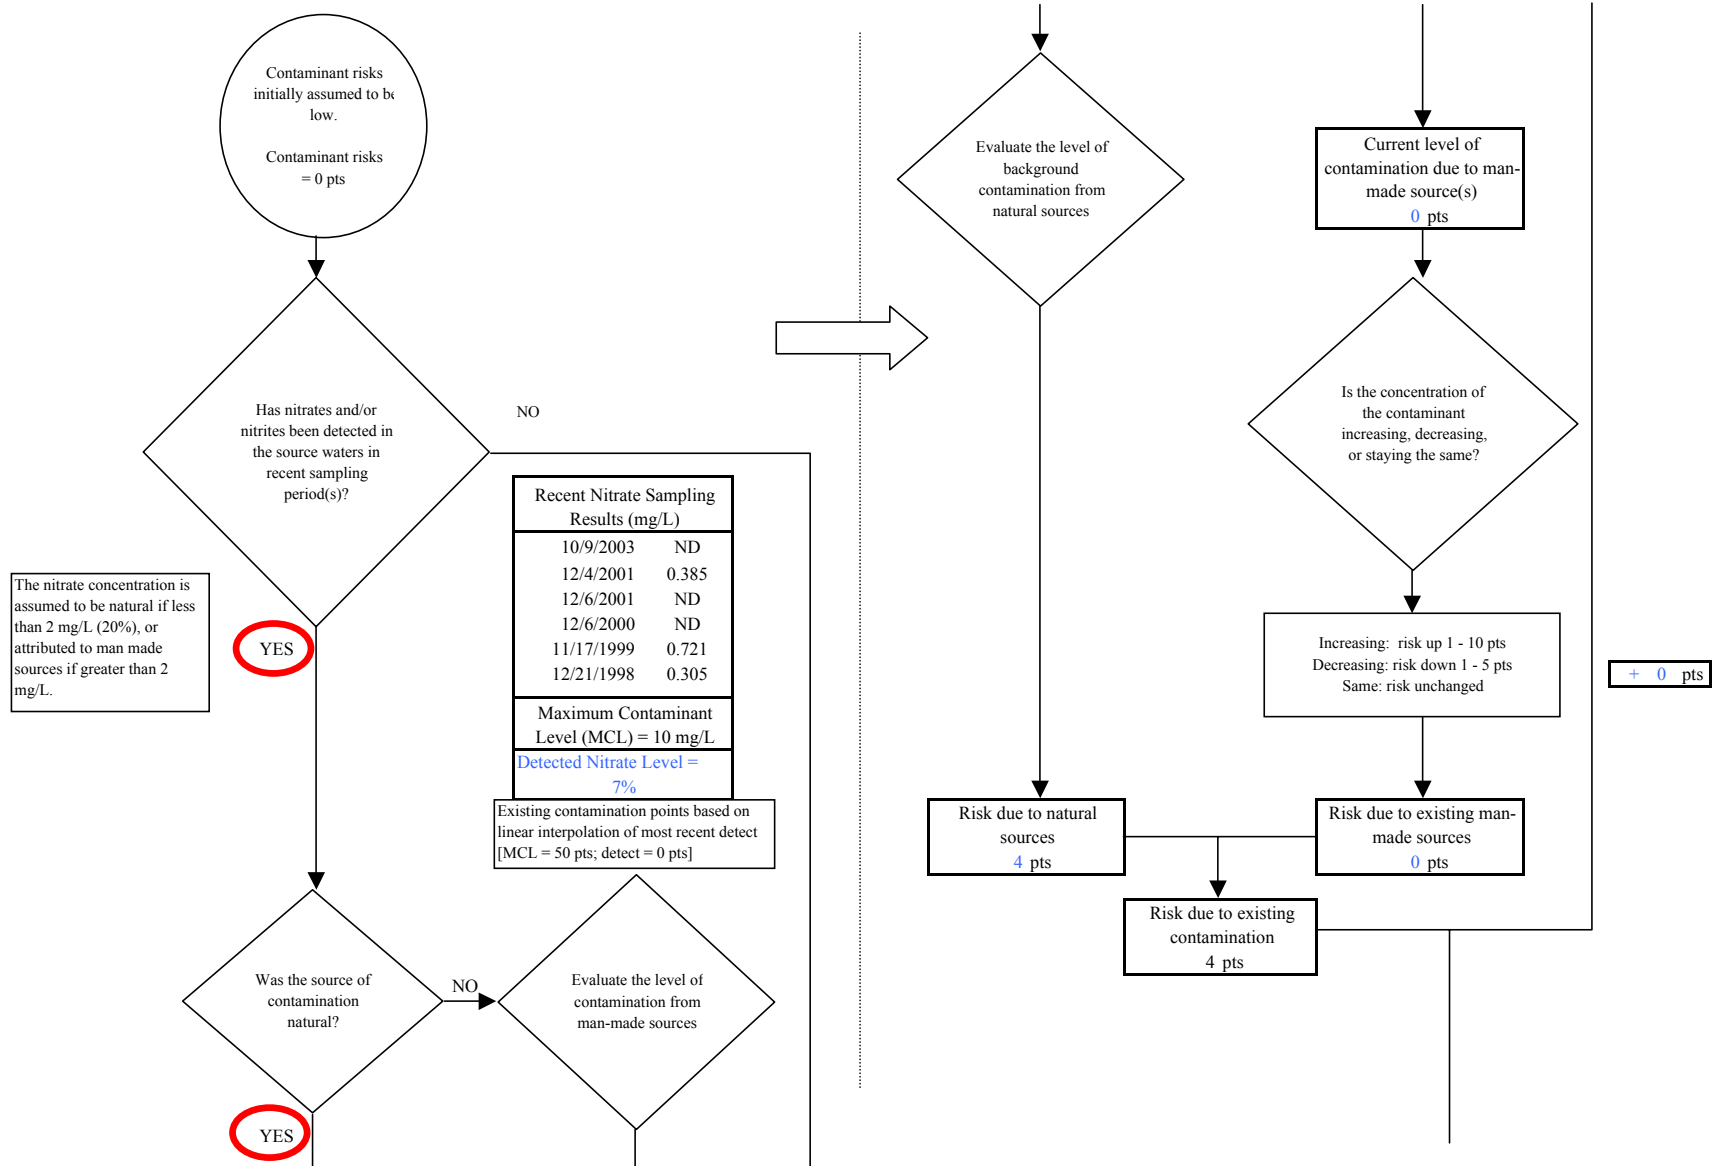 Contaminant risks
initially assumed to be
low.
Contaminant risks
= 0 pts
Has nitrates and/or
nitrites been detected in
the source waters in
recent sampling
period(s)?
NO
The nitrate concentration is
assumed to be natural if less
than 2 mg/L (20%), or
attributed to man made
sources if greater than 2
mg/L.
YES
Recent Nitrate Sampling
Results (mg/L)
10/9/2003 ND
12/4/2001 0.385
12/6/2001 ND
12/6/2000 ND
11/17/1999 0.721
12/21/1998 0.305
Maximum Contaminant
Level (MCL) = 10 mg/L
Detected Nitrate Level =
7%
Existing contamination points based on
linear interpolation of most recent detect
[MCL = 50 pts; detect = 0 pts]
Was the source of
contamination
natural?
NO
Evaluate the level of
contamination from
man-made sources
YES
Evaluate the level of
background
contamination from
natural sources
Current level of
contamination due to man-
made source(s)
0 pts
Is the concentration of
the contaminant
increasing, decreasing,
or staying the same?
Increasing: risk up 1 - 10 pts
Decreasing: risk down 1 - 5 pts
Same: risk unchanged
+ 0 pts
Risk due to natural
sources
4 pts
Risk due to existing man-
made sources
0 pts
Risk due to existing
contamination
4 pts